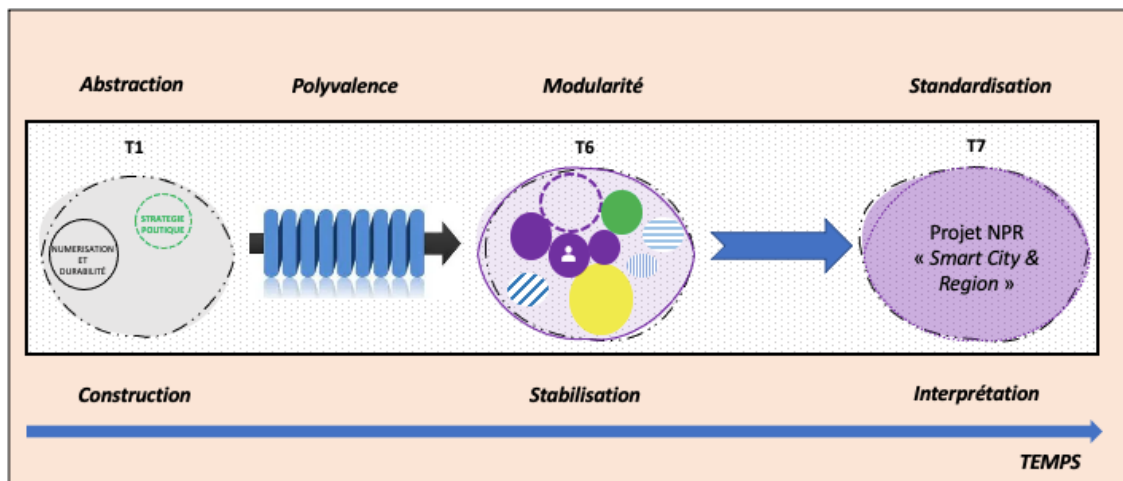 Abstraction
Polyvalence
Modularité
Standardisation
T1
T6
T7
STRATEGIE
POLITIQUE
NUMERISATION
ET
DURABILITÉ
Projet NPR
« Smart City &
Region »
Construction
Stabilisation
Interprétation
TEMPS